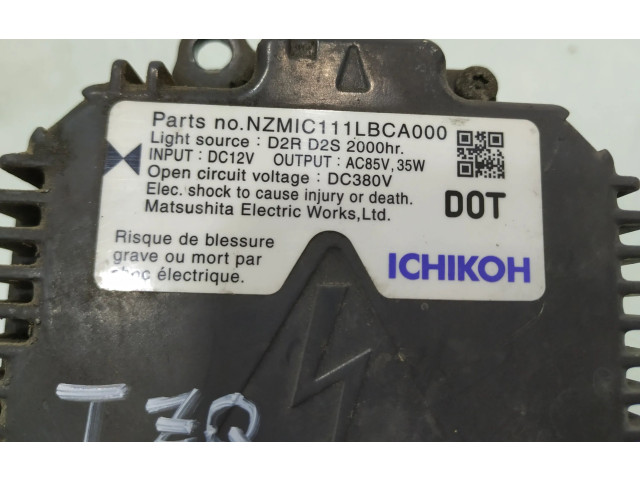 Parts no.NZMIC111LBCA000
Light source : D2R D2S 2000hr.
INPUT : DC12V OUTPUT : AC85V, 35W
Open circuit voltage : DC380V
Elec. shock to cause injury or death.
Matsushita Electric Works,Ltd.
DOT
Risque de blessure
grave ou mort par
choc électrique.
ICHIKOH